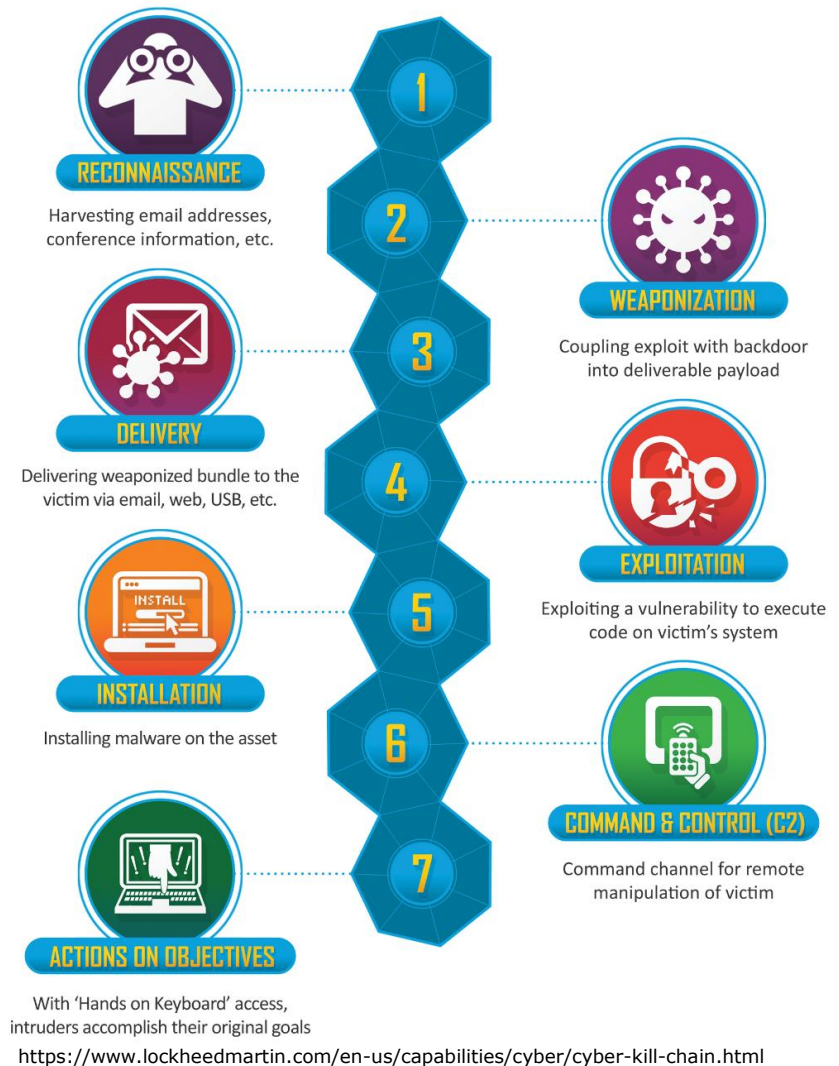 1
RECONNAISSANCE
Harvesting email addresses,
conference information, etc.
2
WEAPONIZATION
Coupling exploit with backdoor
into deliverable payload
3
DELIVERY
Delivering weaponized bundle to the
victim via email, web, USB, etc.
4
EXPLOITATION
Exploiting a vulnerability to execute
code on victim's system
5
INSTALL
INSTALLATION
Installing malware on the asset
6
COMMAND & CONTROL (C2)
Command channel for remote
manipulation of victim
7
ACTIONS ON OBJECTIVES
With 'Hands on Keyboard' access,
intruders accomplish their original goals
https://www.lockheedmartin.com/en-us/capabilities/cyber/cyber-kill-chain.html